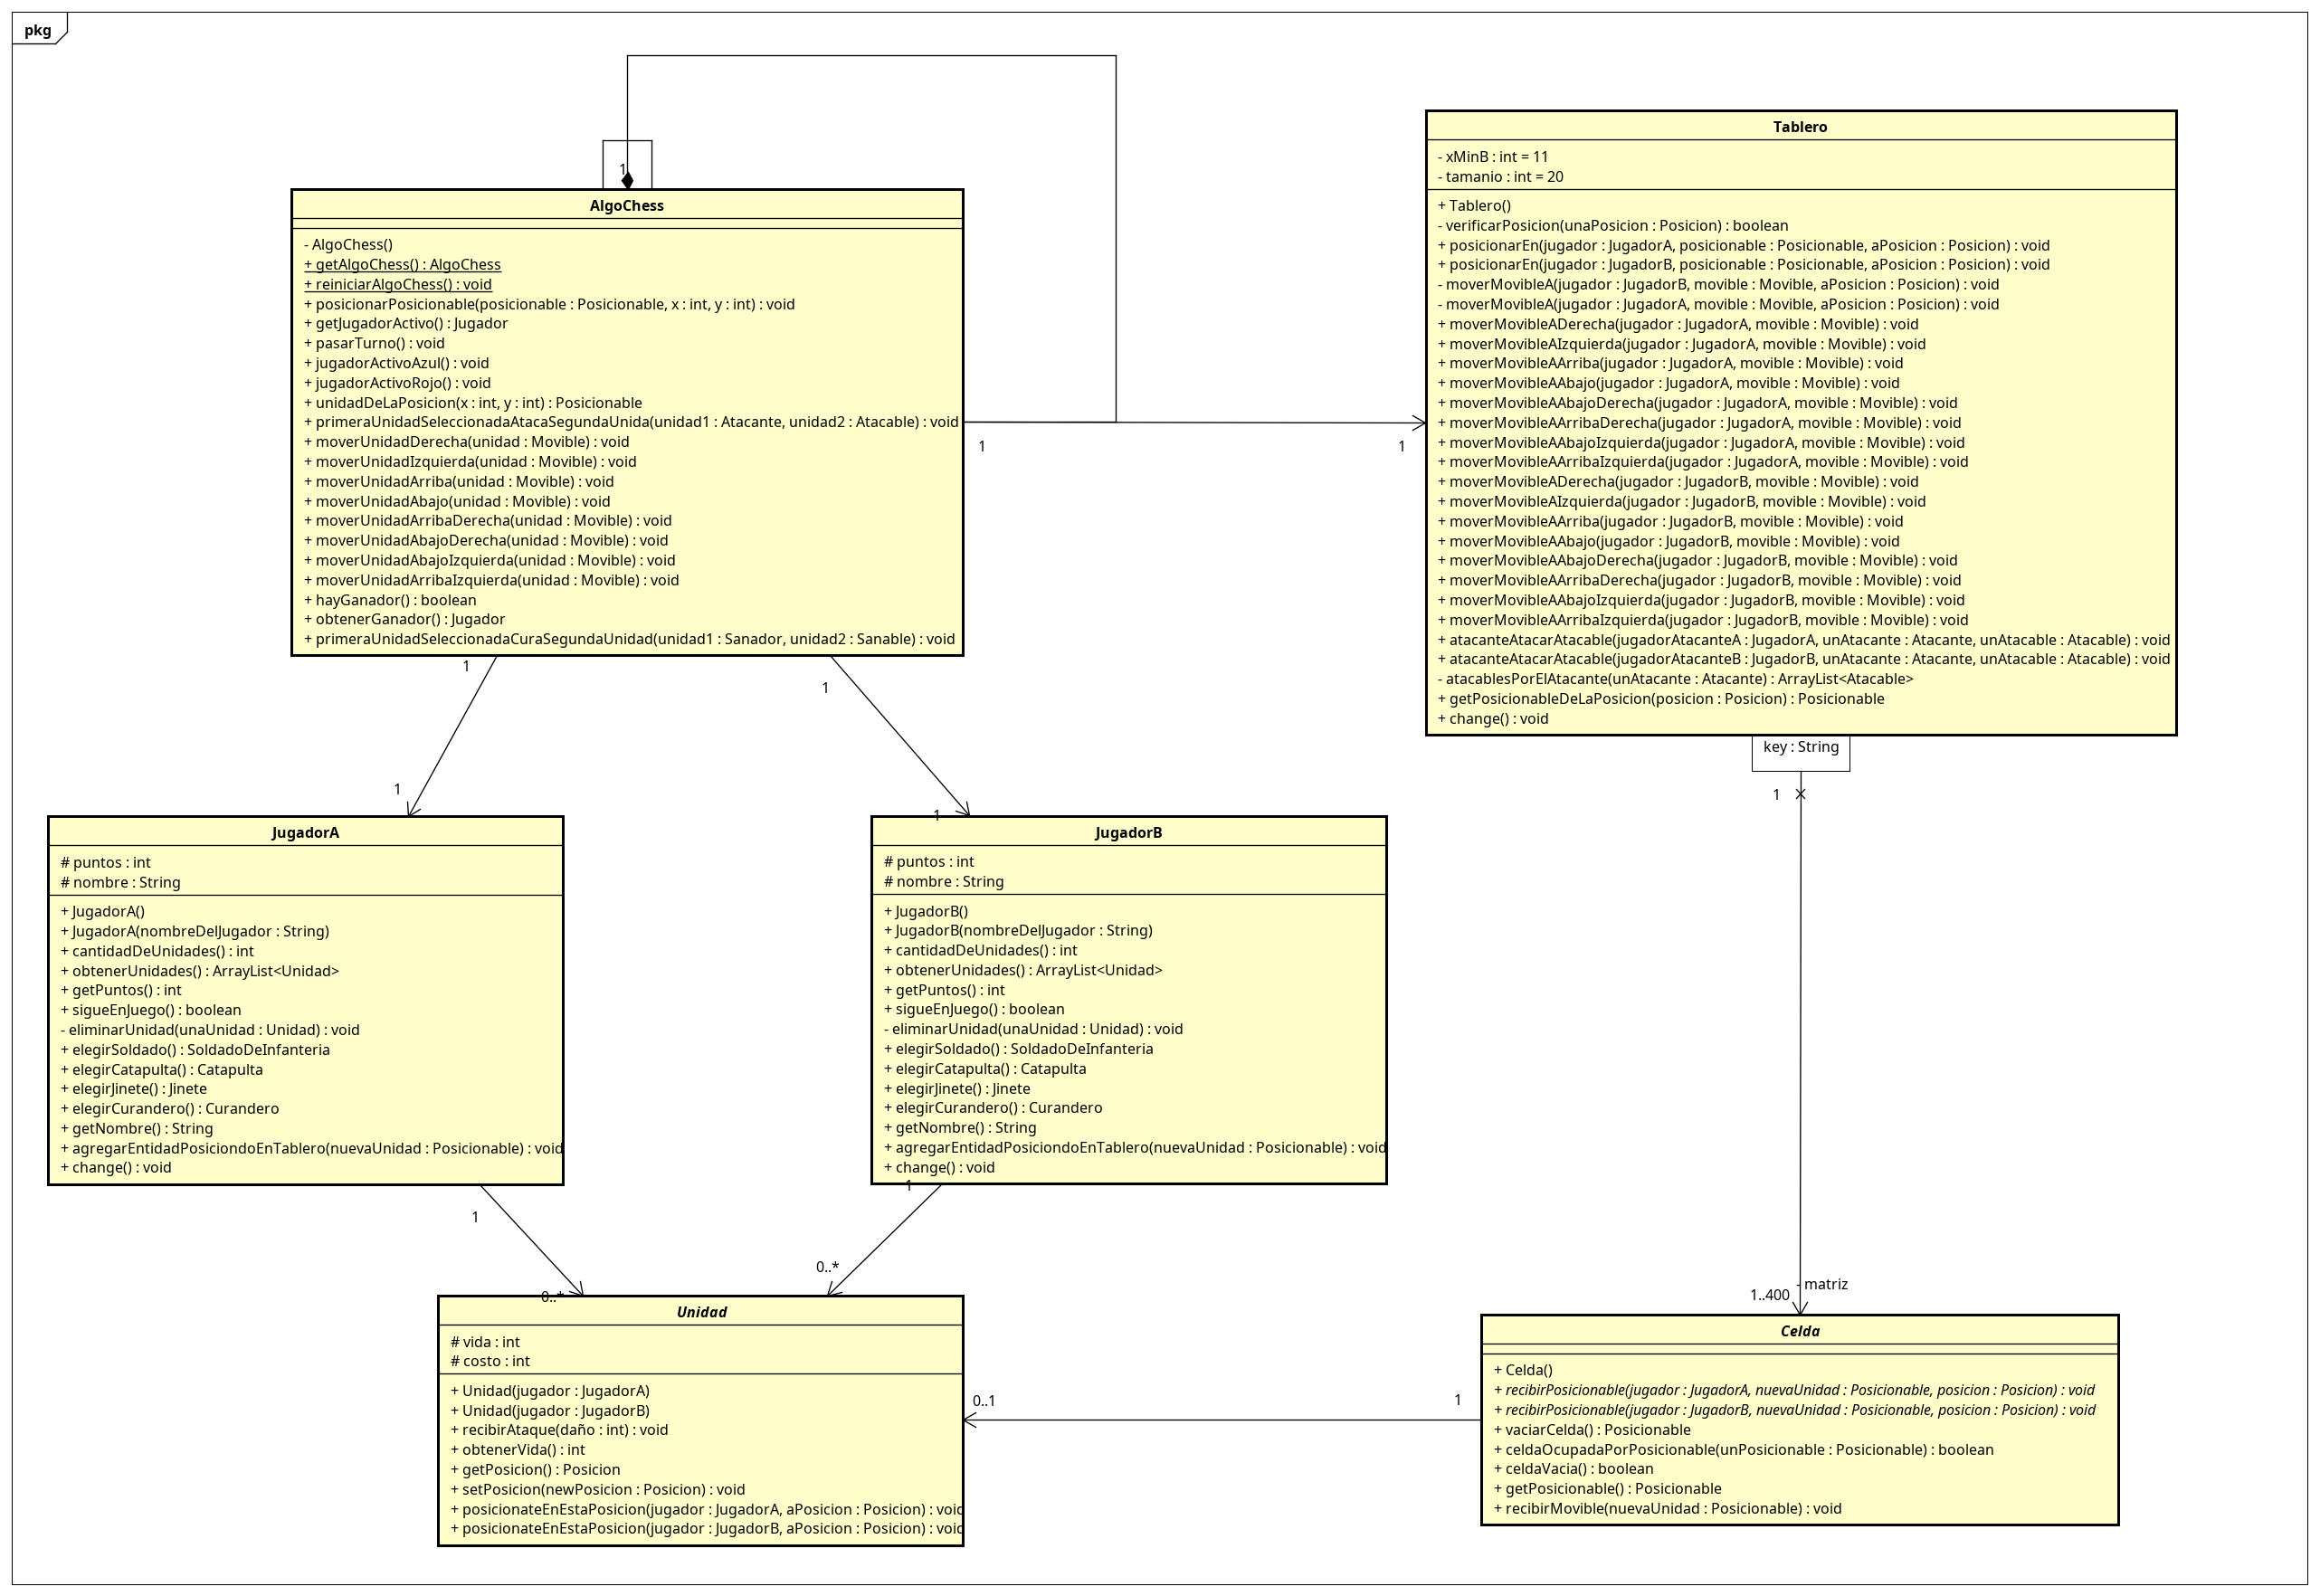 pkg
1
AlgoChess
- AlgoChess()
+ getAlgoChess() : AlgoChess
+ reiniciarAlgoChess() : void
+ posicionarPosicionable(posicionable : Posicionable, x : int, y : int) : void
+ getJugadorActivo() : Jugador
+ pasarTurno() : void
+ jugadorActivoAzul() : void
+ jugadorActivoRojo() : void
+ unidadDeLaPosicion(x : int, y : int) : Posicionable
+ primeraUnidadSeleccionadaAtacaSegundaUnida(unidad1 : Atacante, unidad2 : Atacable) : void
+ moverUnidadDerecha(unidad : Movible) : void
+ moverUnidadIzquierda(unidad : Movible) : void
+ moverUnidadArriba(unidad : Movible) : void
+ moverUnidadAbajo(unidad : Movible) : void
+ moverUnidadArribaDerecha(unidad : Movible) : void
+ moverUnidadAbajoDerecha(unidad : Movible) : void
+ moverUnidadAbajoIzquierda(unidad : Movible) : void
+ moverUnidadArribaIzquierda(unidad : Movible) : void
+ hayGanador() : boolean
+ obtenerGanador() : Jugador
+ primeraUnidadSeleccionadaCuraSegundaUnidad(unidad1 : Sanador, unidad2 : Sanable) : void
1
1
Tablero
- xMinB : int = 11
- tamanio : int = 20
+ Tablero()
- verificarPosicion(unaPosicion : Posicion) : boolean
+ posicionarEn(jugador : JugadorA, posicionable : Posicionable, aPosicion : Posicion) : void
+ posicionarEn(jugador : JugadorB, posicionable : Posicionable, aPosicion : Posicion) : void
- moverMovibleA(jugador : JugadorB, movible : Movible, aPosicion : Posicion) : void
- moverMovibleA(jugador : JugadorA, movible : Movible, aPosicion : Posicion) : void
+ moverMovibleADerecha(jugador : JugadorA, movible : Movible) : void
+ moverMovibleAIzquierda(jugador : JugadorA, movible : Movible) : void
+ moverMovibleAArriba(jugador : JugadorA, movible : Movible) : void
+ moverMovibleAAbajo(jugador : JugadorA, movible : Movible) : void
+ moverMovibleAAbajoDerecha(jugador : JugadorA, movible : Movible) : void
+ moverMovibleAArribaDerecha(jugador : JugadorA, movible : Movible) : void
+ moverMovibleAAbajoIzquierda(jugador : JugadorA, movible : Movible) : void
+ moverMovibleAArribaIzquierda(jugador : JugadorA, movible : Movible) : void
+ moverMovibleADerecha(jugador : JugadorB, movible : Movible) : void
+ moverMovibleAIzquierda(jugador : JugadorB, movible : Movible) : void
+ moverMovibleAArriba(jugador : JugadorB, movible : Movible) : void
+ moverMovibleAAbajo(jugador : JugadorB, movible : Movible) : void
+ moverMovibleAAbajoDerecha(jugador : JugadorB, movible : Movible) : void
+ moverMovibleAArribaDerecha(jugador : JugadorB, movible : Movible) : void
+ moverMovibleAAbajoIzquierda(jugador : JugadorB, movible : Movible) : void
+ moverMovibleAArribaIzquierda(jugador : JugadorB, movible : Movible) : void
+ atacanteAtacarAtacable(jugadorAtacanteA : JugadorA, unAtacante : Atacante, unAtacable : Atacable) : void
+ atacanteAtacarAtacable(jugadorAtacanteB : JugadorB, unAtacante : Atacante, unAtacable : Atacable) : void
- atacablesPorElAtacante(unAtacante : Atacante) : ArrayList<Atacable>
+ getPosicionableDeLaPosicion(posicion : Posicion) : Posicionable
+ change() : void
key : String
1
1
1
1
1
JugadorA
# puntos : int
# nombre : String
+ JugadorA()
+ JugadorA(nombreDelJugador : String)
+ cantidadDeUnidades() : int
+ obtenerUnidades() : ArrayList<Unidad>
+ getPuntos() : int
+ sigueEnJuego() : boolean
- eliminarUnidad(unaUnidad : Unidad) : void
+ elegirSoldado() : SoldadoDeInfanteria
+ elegirCatapulta() : Catapulta
+ elegirJinete() : Jinete
+ elegirCurandero() : Curandero
+ getNombre() : String
+ agregarEntidadPosiciondoEnTablero(nuevaUnidad : Posicionable) : void
+ change() : void
JugadorB
# puntos : int
# nombre : String
+ JugadorB()
+ JugadorB(nombreDelJugador : String)
+ cantidadDeUnidades() : int
+ obtenerUnidades() : ArrayList<Unidad>
+ getPuntos() : int
+ sigueEnJuego() : boolean
- eliminarUnidad(unaUnidad : Unidad) : void
+ elegirSoldado() : SoldadoDeInfanteria
+ elegirCatapulta() : Catapulta
+ elegirJinete() : Jinete
+ elegirCurandero() : Curandero
+ getNombre() : String
+ agregarEntidadPosiciondoEnTablero(nuevaUnidad : Posicionable) : void
+ change() : void
1
1
0..*
0..*
- matriz
1..400
Unidad
# vida : int
# costo : int
+ Unidad(jugador : JugadorA)
+ Unidad(jugador : JugadorB)
+ recibirAtaque(daño : int) : void
+ obtenerVida() : int
+ getPosicion() : Posicion
+ setPosicion(newPosicion : Posicion) : void
+ posicionateEnEstaPosicion(jugador : JugadorA, aPosicion : Posicion) : void
+ posicionateEnEstaPosicion(jugador : JugadorB, aPosicion : Posicion) : void
0..1
1
Celda
+ Celda()
+ recibirPosicionable(jugador : JugadorA, nuevaUnidad : Posicionable, posicion : Posicion) : void
+ recibirPosicionable(jugador : JugadorB, nuevaUnidad : Posicionable, posicion : Posicion) : void
+ vaciarCelda() : Posicionable
+ celdaOcupadaPorPosicionable(unPosicionable : Posicionable) : boolean
+ celdaVacia() : boolean
+ getPosicionable() : Posicionable
+ recibirMovible(nuevaUnidad : Posicionable) : void